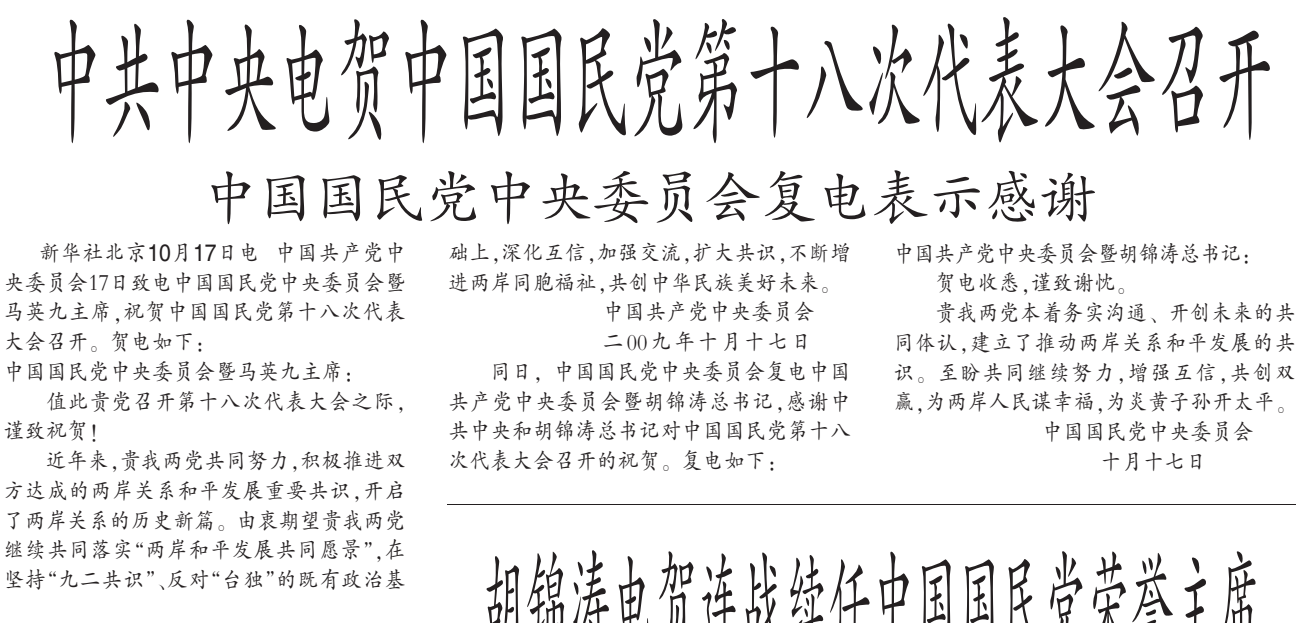 中共中央电贺中国国民党第十八次代表大会召开
中国国民党中央委员会复电表示感谢
新华社北京10月17日电　中国共产党中
央委员会17日致电中国国民党中央委员会暨
马英九主席,祝贺中国国民党第十八次代表
大会召开。贺电如下:
中国国民党中央委员会暨马英九主席:
值此贵党召开第十八次代表大会之际,
谨致祝贺!
近年来,贵我两党共同努力,积极推进双
方达成的两岸关系和平发展重要共识,开启
了两岸关系的历史新篇。由衷期望贵我两党
继续共同落实“两岸和平发展共同愿景”,在
坚持“九二共识”、反对“台独”的既有政治基
础上,深化互信,加强交流,扩大共识,不断增
进两岸同胞福祉,共创中华民族美好未来。
中国共产党中央委员会
二00九年十月十七日
同日，中国国民党中央委员会复电中国
共产党中央委员会暨胡锦涛总书记,感谢中
共中央和胡锦涛总书记对中国国民党第十八
次代表大会召开的祝贺。复电如下:
中国共产党中央委员会暨胡锦涛总书记:
贺电收悉,谨致谢忱。
贵我两党本着务实沟通、开创未来的共
同体认,建立了推动两岸关系和平发展的共
识。至盼共同继续努力,增强互信,共创双
赢,为两岸人民谋幸福,为炎黄子孙开太平。
中国国民党中央委员会
十月十七日
胡锦涛电贺连战续任中国国民党荣誉主席